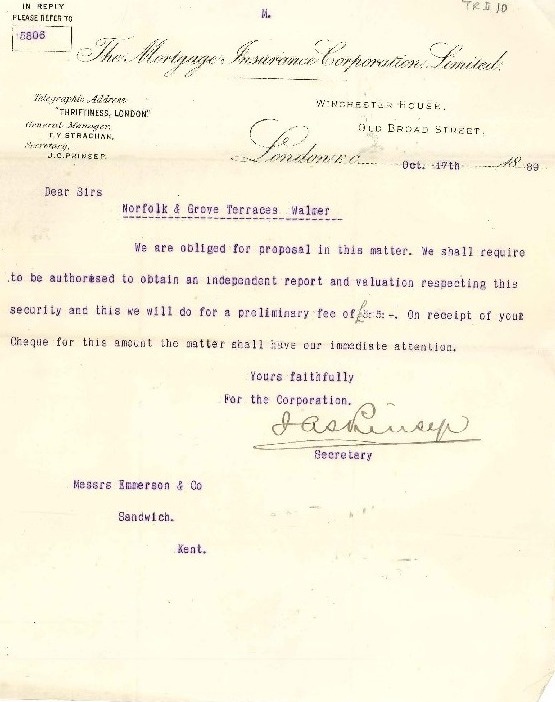 IN REPLY
PLEASE REFER TO
5806
M.
TRB 10
The Mortgage Insurance Corporation Limited.
Telegraphic Address
"THRIFTINESS, LONDON"
General Manager,
T.Y. STRACHAN,
Secretary,
J.C. PRINSEP.
WINCHESTER HOUSE,
OLD BROAD STREET,
London, E.C. Oct. 17th 1889
Dear Sirs
Norfolk & Grove Terraces Walmer
We are obliged for proposal in this matter. We shall require
to be authorised to obtain an independent report and valuation respecting this
security and this we will do for a preliminary fee of £5:5:-. On receipt of your
Cheque for this amount the matter shall have our immediate attention.
Yours faithfully
For the Corporation.
Prinsep
Secretary
Messrs Emmerson & Co
Sandwich.
Kent.